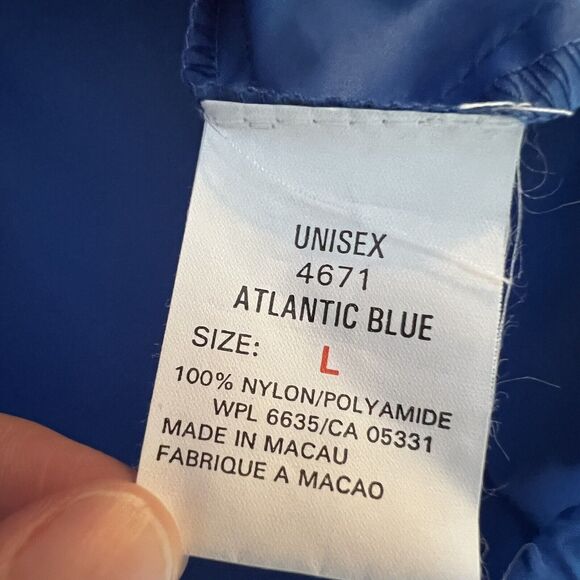 UNISEX
4671
ATLANTIC BLUE
SIZE: L
100% NYLON/POLYAMIDE
WPL 6635/CA 05331
MADE IN MACAU
FABRIQUE A MACAO